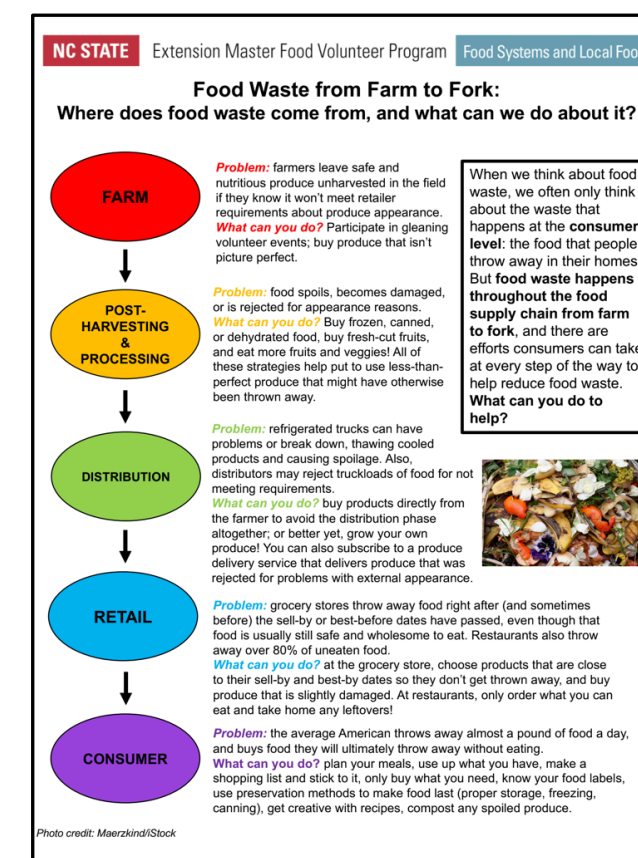 NC STATE Extension Master Food Volunteer Program Food Systems and Local Foo
Food Waste from Farm to Fork:
Where does food waste come from, and what can we do about it?
FARM
Problem: farmers leave safe and
nutritious produce unharvested in the field
if they know it won't meet retailer
requirements about produce appearance.
What can you do? Participate in gleaning
volunteer events; buy produce that isn't
picture perfect.
When we think about food
waste, we often only think
about the waste that
happens at the consumer
level: the food that people
throw away in their homes
But food waste happens
throughout the food
supply chain from farm
to fork, and there are
efforts consumers can take
at every step of the way to
help reduce food waste.
What can you do to
help?
POST-
HARVESTING
&
PROCESSING
Problem: food spoils, becomes damaged,
or is rejected for appearance reasons.
What can you do? Buy frozen, canned,
or dehydrated food, buy fresh-cut fruits,
and eat more fruits and veggies! All of
these strategies help put to use less-than-
perfect produce that might have otherwise
been thrown away.
DISTRIBUTION
Problem: refrigerated trucks can have
problems or break down, thawing cooled
products and causing spoilage. Also,
distributors may reject truckloads of food for not
meeting requirements.
What can you do? buy products directly from
the farmer to avoid the distribution phase
altogether; or better yet, grow your own
produce! You can also subscribe to a produce
delivery service that delivers produce that was
rejected for problems with external appearance.
RETAIL
Problem: grocery stores throw away food right after (and sometimes
before) the sell-by or best-before dates have passed, even though that
food is usually still safe and wholesome to eat. Restaurants also throw
away over 80% of uneaten food.
What can you do? at the grocery store, choose products that are close
to their sell-by and best-by dates so they don't get thrown away, and buy
produce that is slightly damaged. At restaurants, only order what you can
eat and take home any leftovers!
CONSUMER
Problem: the average American throws away almost a pound of food a day,
and buys food they will ultimately throw away without eating.
What can you do? plan your meals, use up what you have, make a
shopping list and stick to it, only buy what you need, know your food labels,
use preservation methods to make food last (proper storage, freezing,
canning), get creative with recipes, compost any spoiled produce.
Photo credit: Maerzkind/iStock